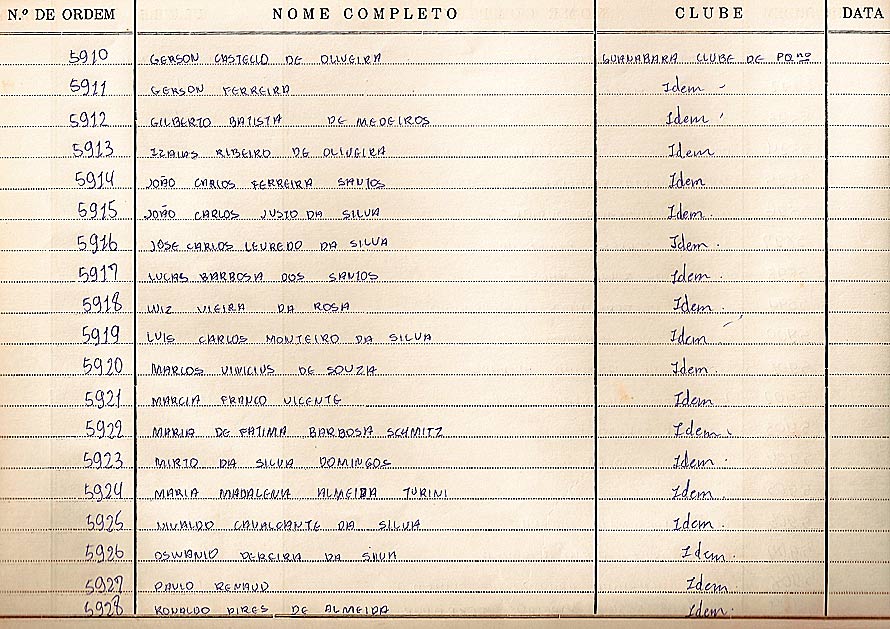 N.º DE ORDEM NOME COMPLETO CLUBE DATA
5910 GERSON CASTELLO DE OLIVEIRA GUANABARA CLUBE DE PQno
5911 GERSON FERREIRA Idem
5912 GILBERTO BATISTA DE MEDEIROS Idem
5913 IZAIAS RIBEIRO DE OLIVEIRA Idem
5914 JOÃO CARLOS FERREIRA SANTOS Idem
5915 JOÃO CARLOS JUSTO DA SILVA Idem.
5916 JOSE CARLOS LEUREDO DA SILVA Idem.
5917 LUCAS BARBOSA DOS SANTOS Idem.
5918 LUIZ VIEIRA DA ROSA Idem.
5919 LUIS CARLOS MONTEIRO DA SILVA Idem
5920 MARCOS VINICIUS DE SOUZA Idem.
5921 MARCIA FRANCO VICENTE Idem.
5922 MARIA DE FATIMA BARBOSA SCHMITZ Idem.
5923 MIRTO DA SILVA DOMINGOS Idem.
5924 MARIA MADALENA ALMEIDA TURINI Idem.
5925 NIVALDO CAVALCANTE DA SILVA Idem.
5926 OSWANIO PEREIRA DA SILVA Idem.
5927 PAULO RENAUD Idem
5928 RONALDO PIRES DE ALMEIDA Idem.